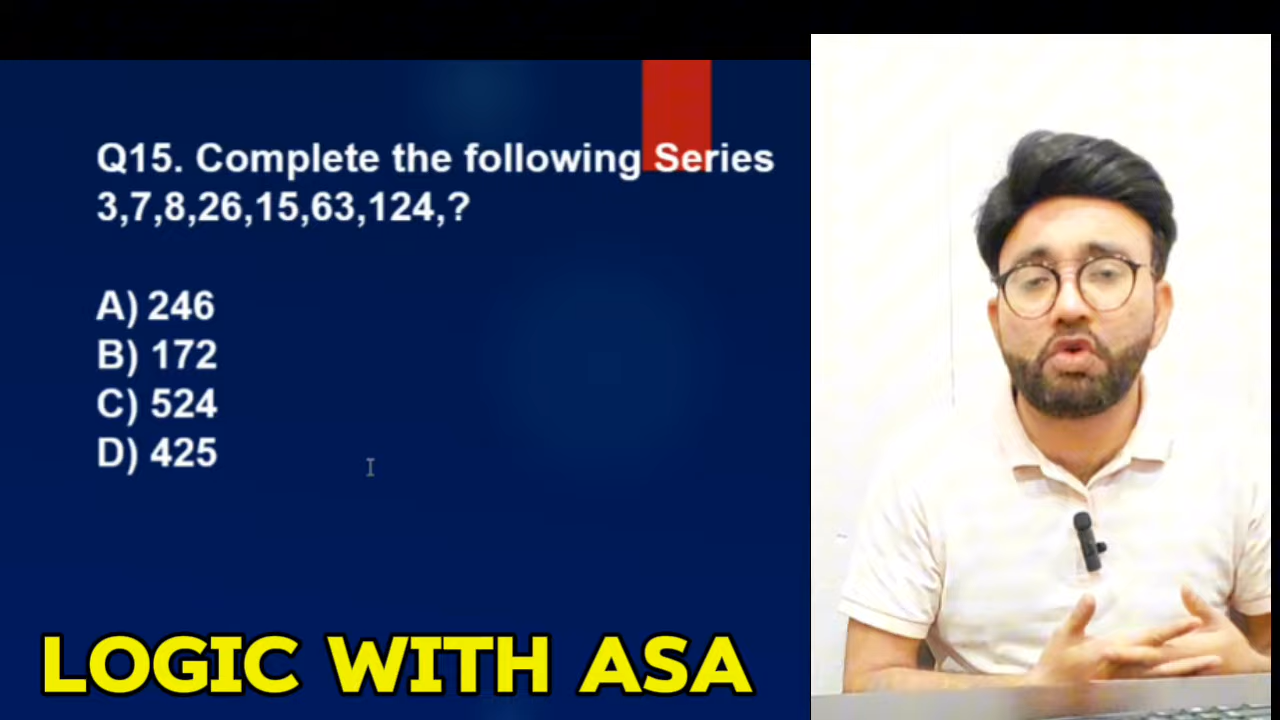 Q15. Complete the following Series
3,7,8,26,15,63,124,?
A) 246
B) 172
C) 524
D) 425
LOGIC WITH ASA